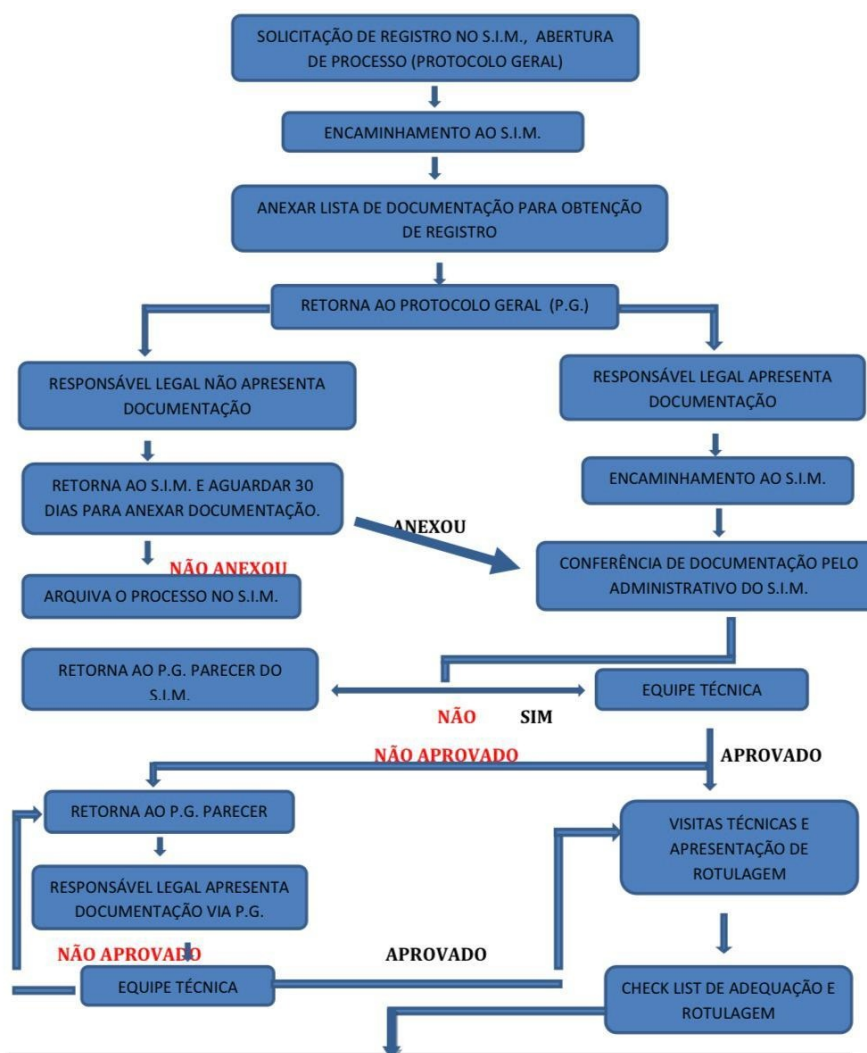 SOLICITAÇÃO DE REGISTRO NO S.I.M., ABERTURA
DE PROCESSO (PROTOCOLO GERAL)
ENCAMINHAMENTO AO S.I.M.
ANEXAR LISTA DE DOCUMENTAÇÃO PARA OBTENÇÃO
DE REGISTRO
RETORNA AO PROTOCOLO GERAL (P.G.)
RESPONSÁVEL LEGAL NÃO APRESENTA
DOCUMENTAÇÃO
RESPONSÁVEL LEGAL APRESENTA
DOCUMENTAÇÃO
RETORNA AO S.I.M. E AGUARDAR 30
DIAS PARA ANEXAR DOCUMENTAÇÃO.
ENCAMINHAMENTO AO S.I.M.
ANEXOU
NÃO ANEXOU
CONFERÊNCIA DE DOCUMENTAÇÃO PELO
ADMINISTRATIVO DO S.I.M.
ARQUIVA O PROCESSO NO S.I.M.
RETORNA AO P.G. PARECER DO
S.I.M.
EQUIPE TÉCNICA
NÃO SIM
NÃO APROVADO
APROVADO
RETORNA AO P.G. PARECER
VISITAS TÉCNICAS E
APRESENTAÇÃO DE
ROTULAGEM
RESPONSÁVEL LEGAL APRESENTA
DOCUMENTAÇÃO VIA P.G.
NÃO APROVADO
APROVADO
EQUIPE TÉCNICA
CHECK LIST DE ADEQUAÇÃO E
ROTULAGEM